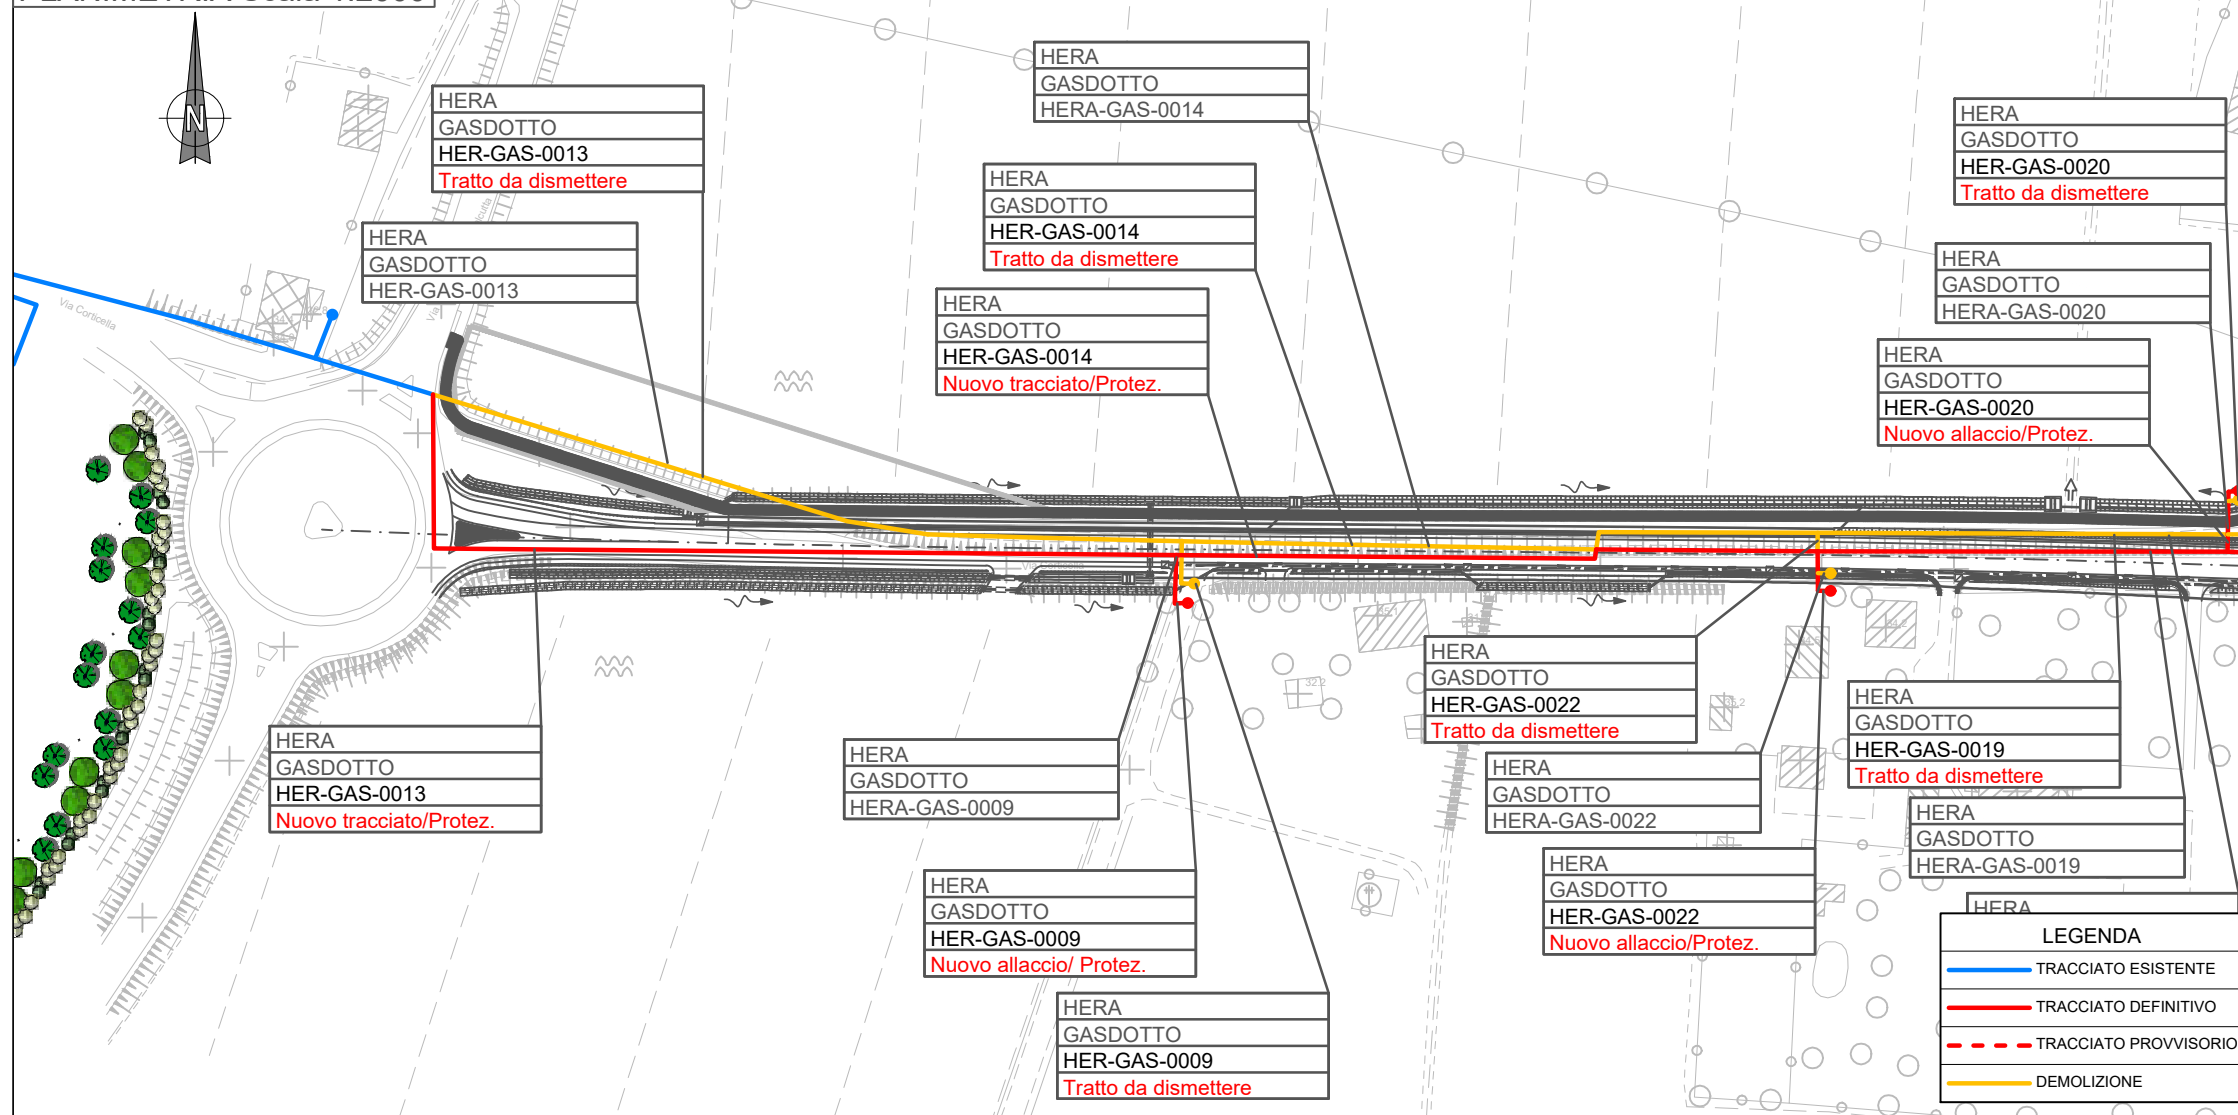 N
HERA
GASDOTTO
HER-GAS-0013
Tratto da dismettere
HERA
GASDOTTO
HER-GAS-0013
HERA
GASDOTTO
HERA-GAS-0014
HERA
GASDOTTO
HER-GAS-0014
Tratto da dismettere
HERA
GASDOTTO
HER-GAS-0014
Nuovo tracciato/Protez.
HERA
GASDOTTO
HER-GAS-0020
Tratto da dismettere
HERA
GASDOTTO
HERA-GAS-0020
HERA
GASDOTTO
HER-GAS-0020
Nuovo allaccio/Protez.
Via Corticella
HERA
GASDOTTO
HER-GAS-0013
Nuovo tracciato/Protez.
HERA
GASDOTTO
HERA-GAS-0009
HERA
GASDOTTO
HER-GAS-0009
Nuovo allaccio/ Protez.
HERA
GASDOTTO
HER-GAS-0009
Tratto da dismettere
32.2
HERA
GASDOTTO
HER-GAS-0022
Tratto da dismettere
HERA
GASDOTTO
HERA-GAS-0022
HERA
GASDOTTO
HER-GAS-0022
Nuovo allaccio/Protez.
HERA
GASDOTTO
HER-GAS-0019
Tratto da dismettere
HERA
GASDOTTO
HERA-GAS-0019
HERA
LEGENDA
TRACCIATO ESISTENTE
TRACCIATO DEFINITIVO
TRACCIATO PROVVISORIO
DEMOLIZIONE